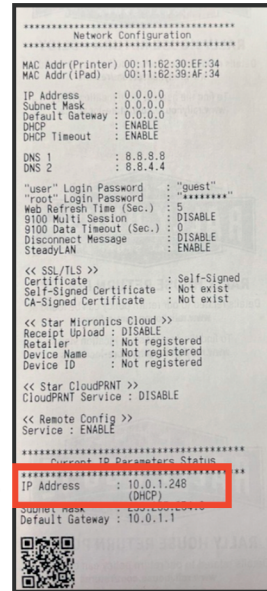 ************************************
Network Configuration
************************************
MAC Addr(Printer) 00:11:62:30:EF:34
MAC Addr(iPad) 00:11:62:39:AF:34
IP Address : 0.0.0.0
Subnet Mask : 0.0.0.0
Default Gateway : 0.0.0.0
DHCP : ENABLE
DHCP Timeout : ENABLE
DNS 1 : 8.8.8.8
DNS 2 : 8.8.4.4
"user" Login Password : "guest"
"root" Login Password : "********"
Web Refresh Time (Sec.) : 5
9100 Multi Session : DISABLE
9100 Data Timeout (Sec.) : 0
Disconnect Message : DISABLE
SteadyLAN : ENABLE
<< SSL/TLS >>
Certificate : Self-Signed
Self-Signed Certificate : Not exist
CA-Signed Certificate : Not exist
<< Star Micronics Cloud >>
Receipt Upload : DISABLE
Retailer : Not registered
Device Name : Not registered
Device ID : Not registered
<< Star CloudPRNT >>
CloudPRNT Service : DISABLE
<< Remote Config >>
Service : ENABLE
************************************
Current IP Parameters Status
************************************
IP Address : 10.0.1.248
(DHCP)
Subnet Mask :
Default Gateway : 10.0.1.1